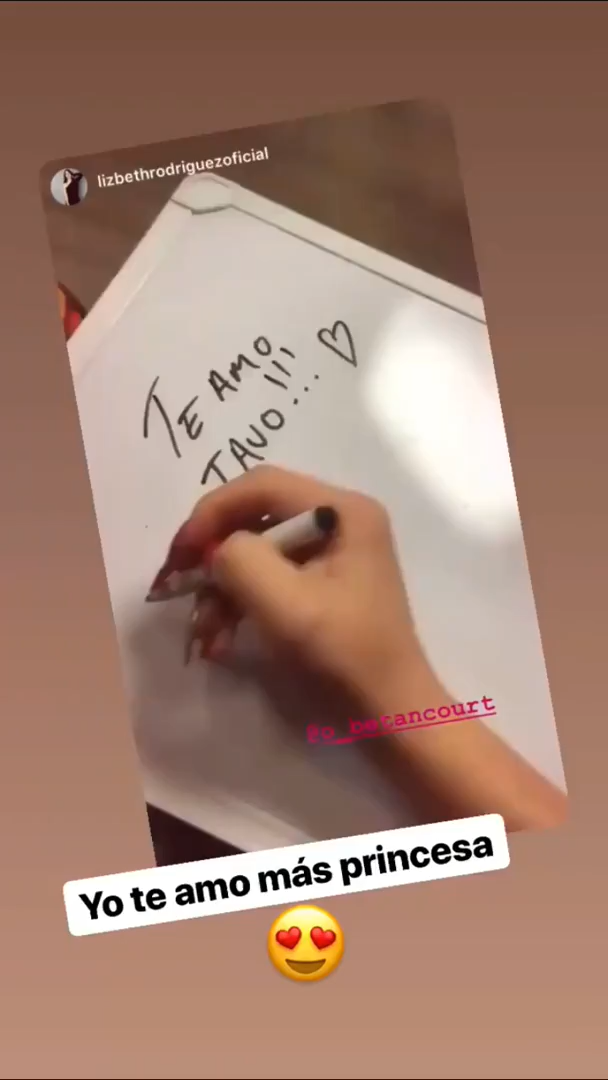 lizbethrodriguezoficial
TE AMO
TAVO!!!... ♡
@o_betancourt
Yo te amo más princesa
😍